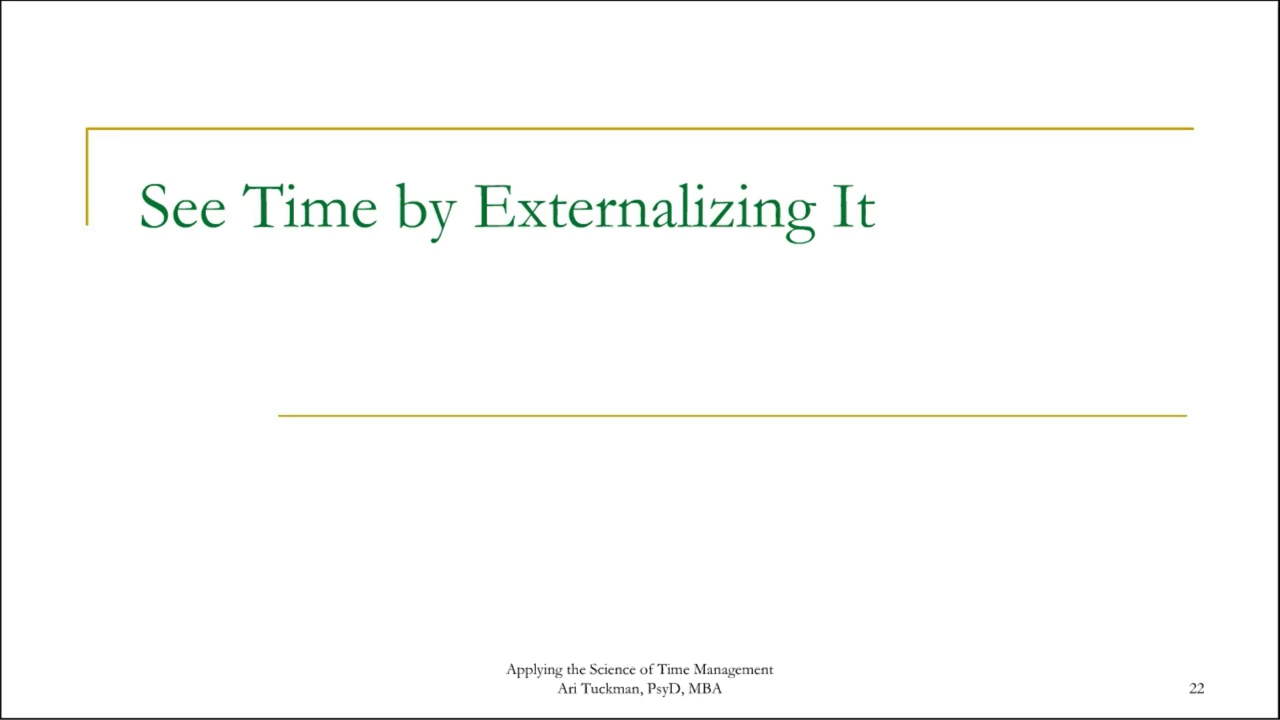 See Time by Externalizing It
Applying the Science of Time Management
Ari Tuckman, PsyD, MBA
22